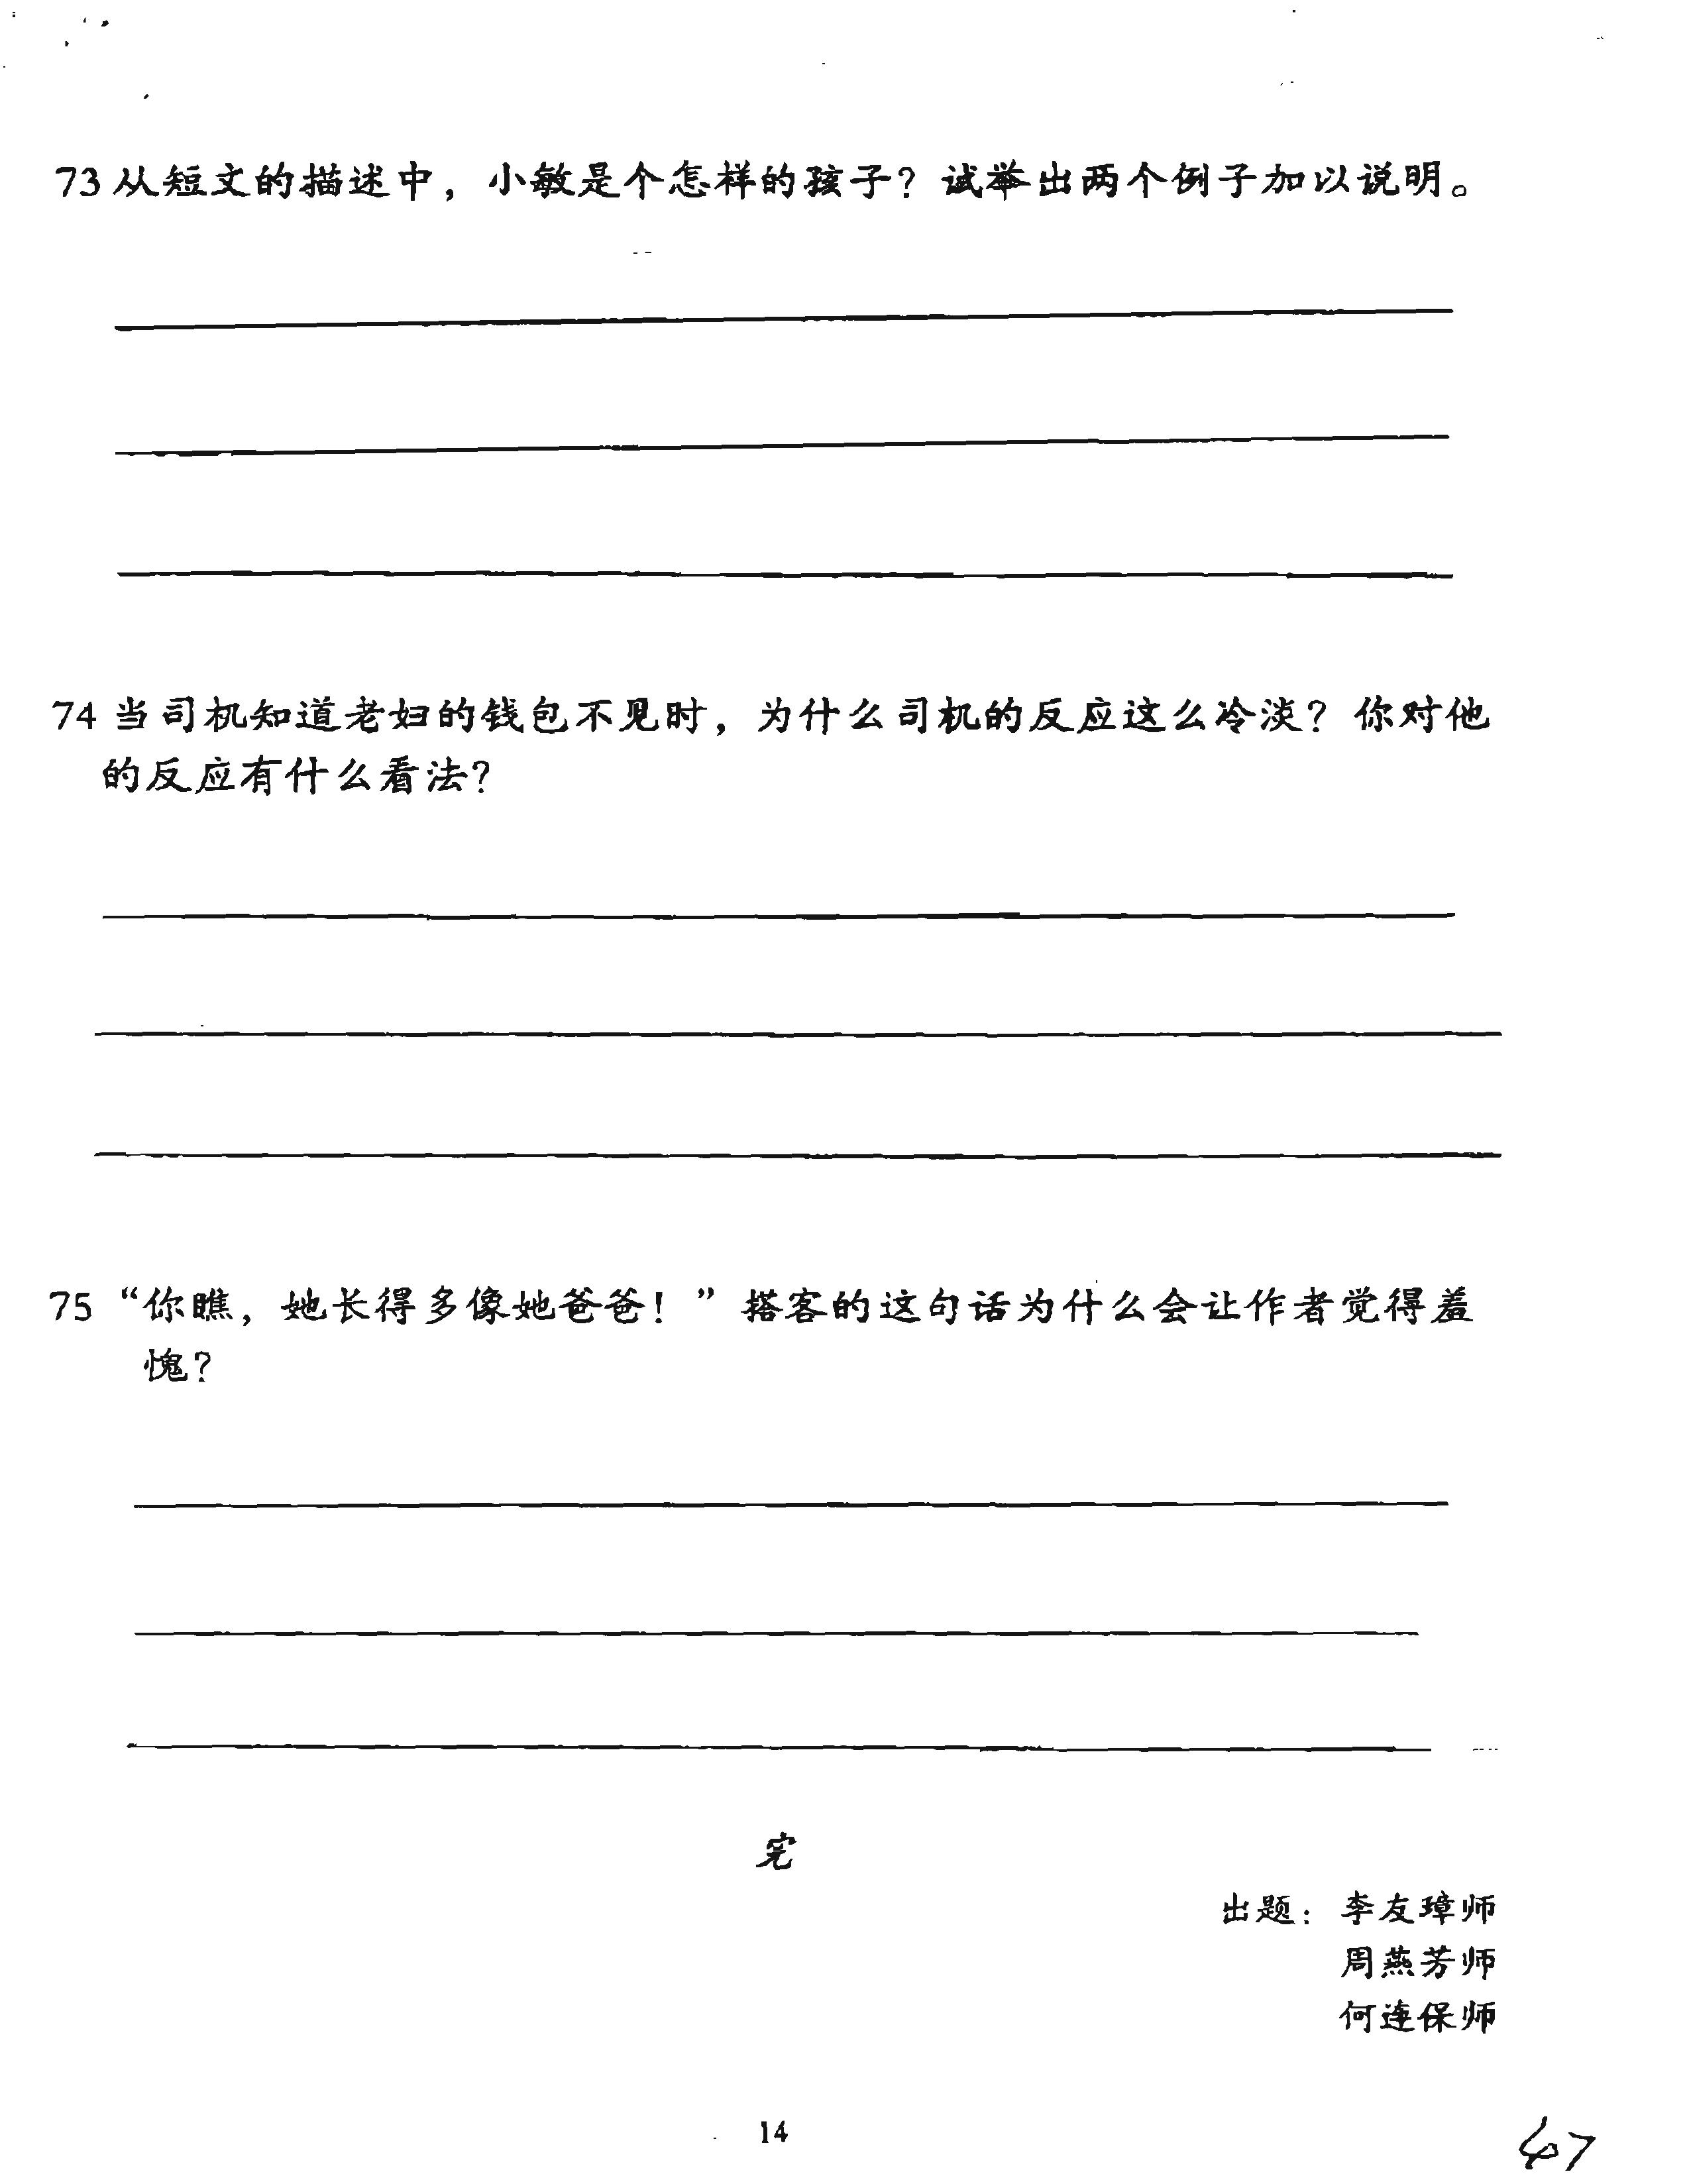 73 从短文的描述中，小敏是个怎样的孩子？试举出两个例子加以说明。
74 当司机知道老妇的钱包不见时，为什么司机的反应这么冷淡？你对他
的反应有什么看法？
75 “你瞧，她长得多像她爸爸！”搭客的这句话为什么会让作者觉得羞
愧？
完
出题：李友璋师
周燕芳师
何连保师
14
47